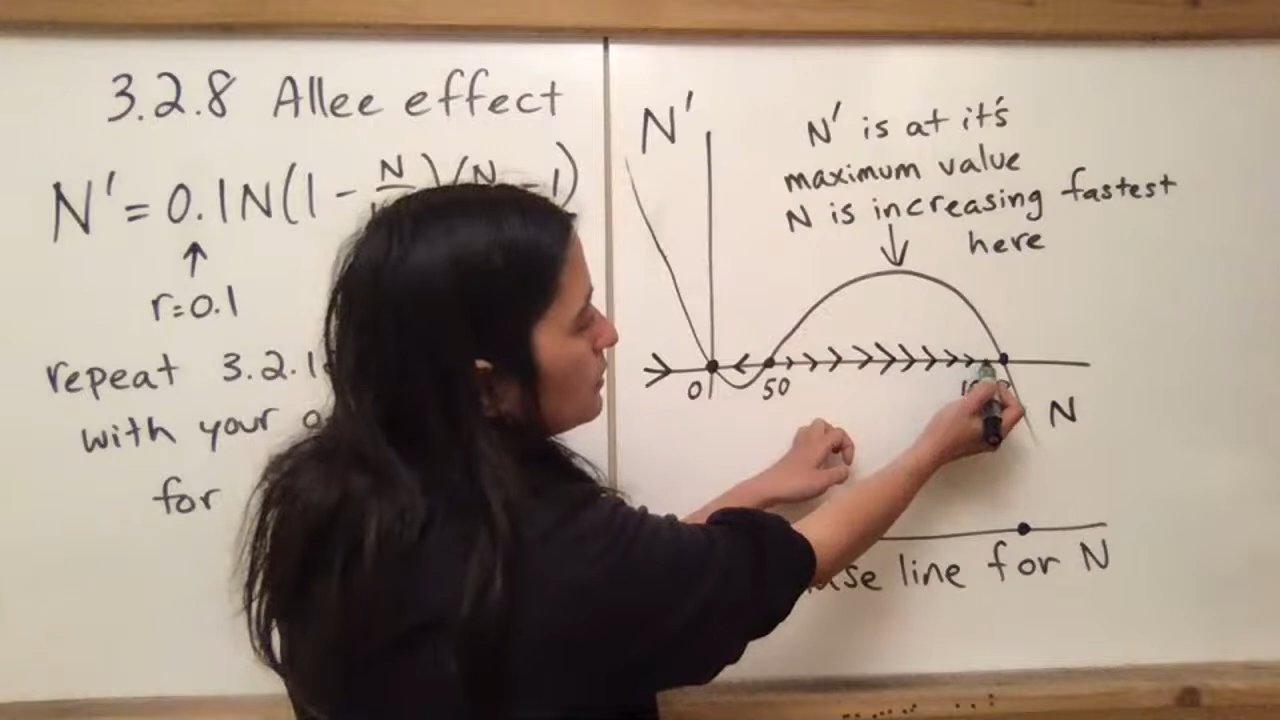 3.2.8 Allee effect
N' = 0.1N(1 - N
r=0.1
repeat 3.2.1
with your
for
N'
N' is at it's
maximum value
N is increasing fastest
here
0 50
N
line for N